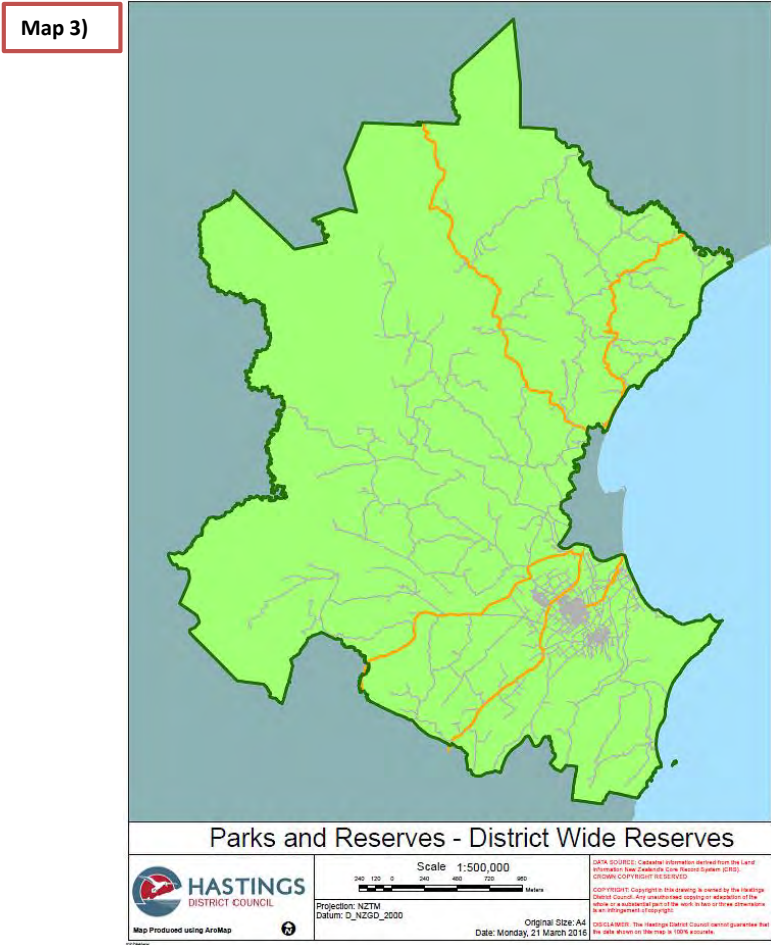 Map 3)
Parks and Reserves - District Wide Reserves
HASTINGS
DISTRICT COUNCIL
Map Produced using ArcMap
Scale 1:500,000
240 120 0 240 480 720 960
Meters
Projection: NZTM
Datum: D_NZGD_2000
Original Size: A4
Date: Monday, 21 March 2016
DATA SOURCE: Cadastral information derived from the Land
Information New Zealands Core Record System (CRS).
CROWN COPYRIGHT RESERVED
COPYRIGHT: Copyright in this drawing is owned by the Hastings
District Council. Any unauthorised copying or adaptation of the
whole or a substantial part of the work in two or three dimensions
is an infringement of copyright.
DISCLAIMER: The Hastings District Council cannot guarantee that
the data shown on this map is 100% accurate.